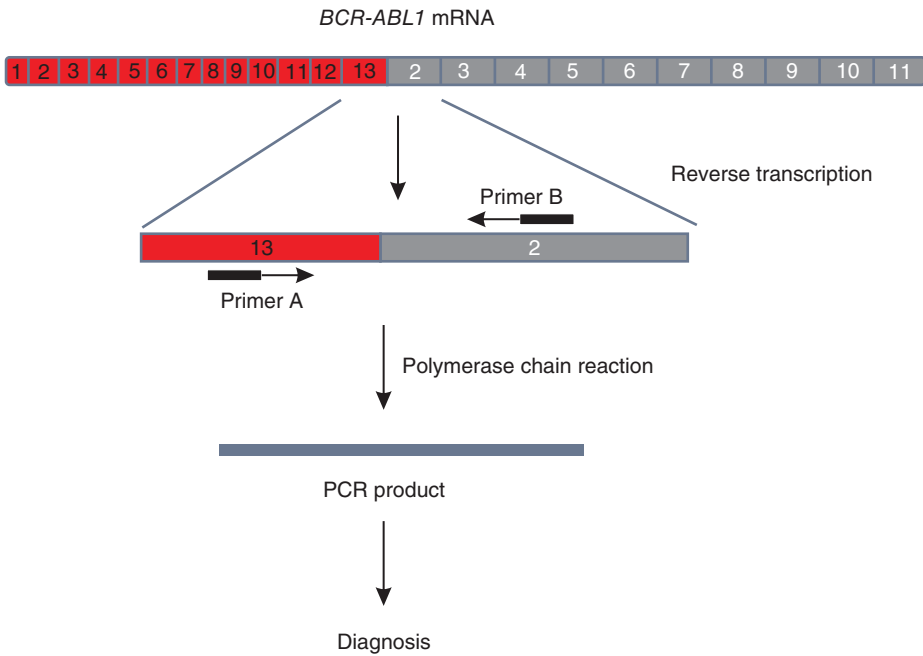 BCR-ABL1 mRNA
1 2 3 4 5 6 7 8 9 10 11 12 13 2 3 4 5 6 7 8 9 10 11
Reverse transcription
Primer B
13 2
Primer A
Polymerase chain reaction
PCR product
Diagnosis